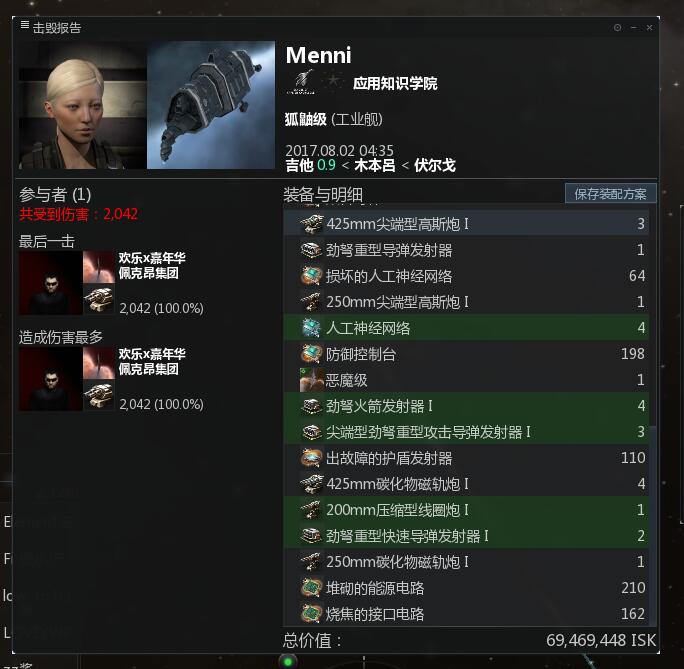 击毁报告
Menni
应用知识学院
狐鼬级 (工业舰)
2017.08.02 04:35
吉他 0.9 < 木本吕 < 伏尔戈
参与者 (1)
共受到伤害：2,042
最后一击
欢乐x嘉年华
佩克昂集团
2,042 (100.0%)
造成伤害最多
欢乐x嘉年华
佩克昂集团
2,042 (100.0%)
装备与明细
保存装配方案
425mm尖端型高斯炮 I 3
劲弩重型导弹发射器 1
损坏的人工神经网络 64
250mm尖端型高斯炮 I 1
人工神经网络 4
防御控制台 198
恶魔级 1
劲弩火箭发射器 I 4
尖端型劲弩重型攻击导弹发射器 I 3
出故障的护盾发射器 110
425mm碳化物磁轨炮 I 4
200mm压缩型线圈炮 I 1
劲弩重型快速导弹发射器 I 2
250mm碳化物磁轨炮 I 1
堆砌的能源电路 210
烧焦的接口电路 162
总价值： 69,469,448 ISK